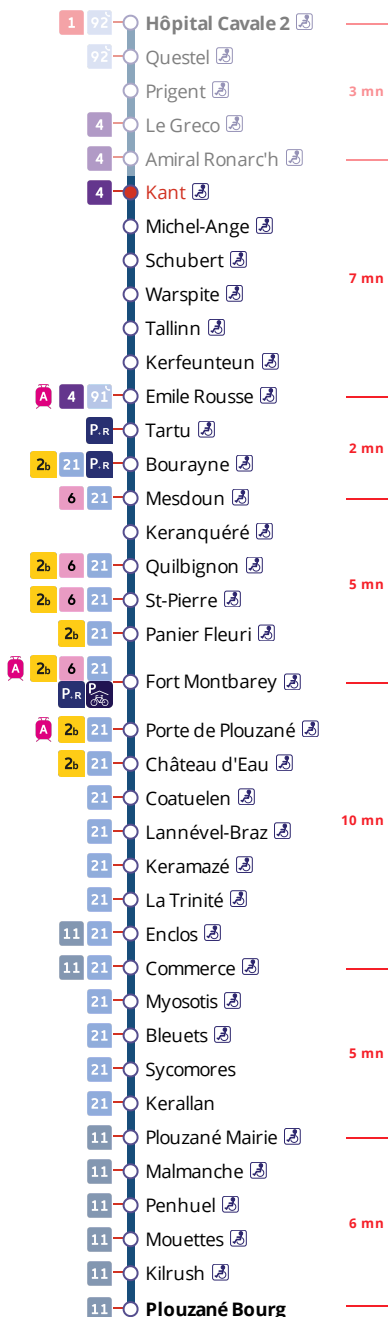 1 92 Hôpital Cavale 2
92 Questel
Prigent
3 mn
4 Le Greco
4 Amiral Ronarc'h
4 Kant
Michel-Ange
Schubert
7 mn
Warspite
Tallinn
Kerfeunteun
A 4 91 Emile Rousse
P.R Tartu
2 mn
2b 21 P.R Bourayne
6 21 Mesdoun
Keranquéré
2b 6 21 Quilbignon
5 mn
2b 6 21 St-Pierre
2b 21 Panier Fleuri
A 2b 6 21
P.R P Fort Montbarey
A 2b 21 Porte de Plouzané
2b 21 Château d'Eau
21 Coatuelen
10 mn
21 Lannével-Braz
21 Keramazé
21 La Trinité
11 21 Enclos
11 21 Commerce
21 Myosotis
21 Bleuets
5 mn
21 Sycomores
21 Kerallan
11 Plouzané Mairie
11 Malmanche
11 Penhuel
6 mn
11 Mouettes
11 Kilrush
11 Plouzané Bourg